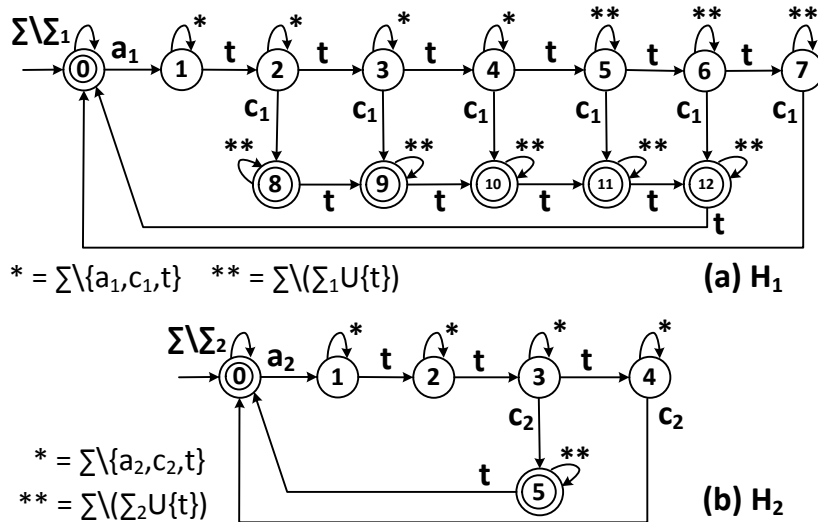 * * * * ** ** **
∑\∑₁ a₁ t t t t t t
0 1 2 3 4 5 6 7
c₁ c₁ c₁ c₁ c₁ c₁
** ** ** ** **
8 9 10 11 12
t t t t t
* = ∑\{a₁,c₁,t} ** = ∑\(∑₁U{t}) (a) H₁
* * * *
∑\∑₂ a₂ t t t
0 1 2 3 4
c₂ c₂
* = ∑\{a₂,c₂,t} t ** 5
** = ∑\(∑₂U{t}) (b) H₂